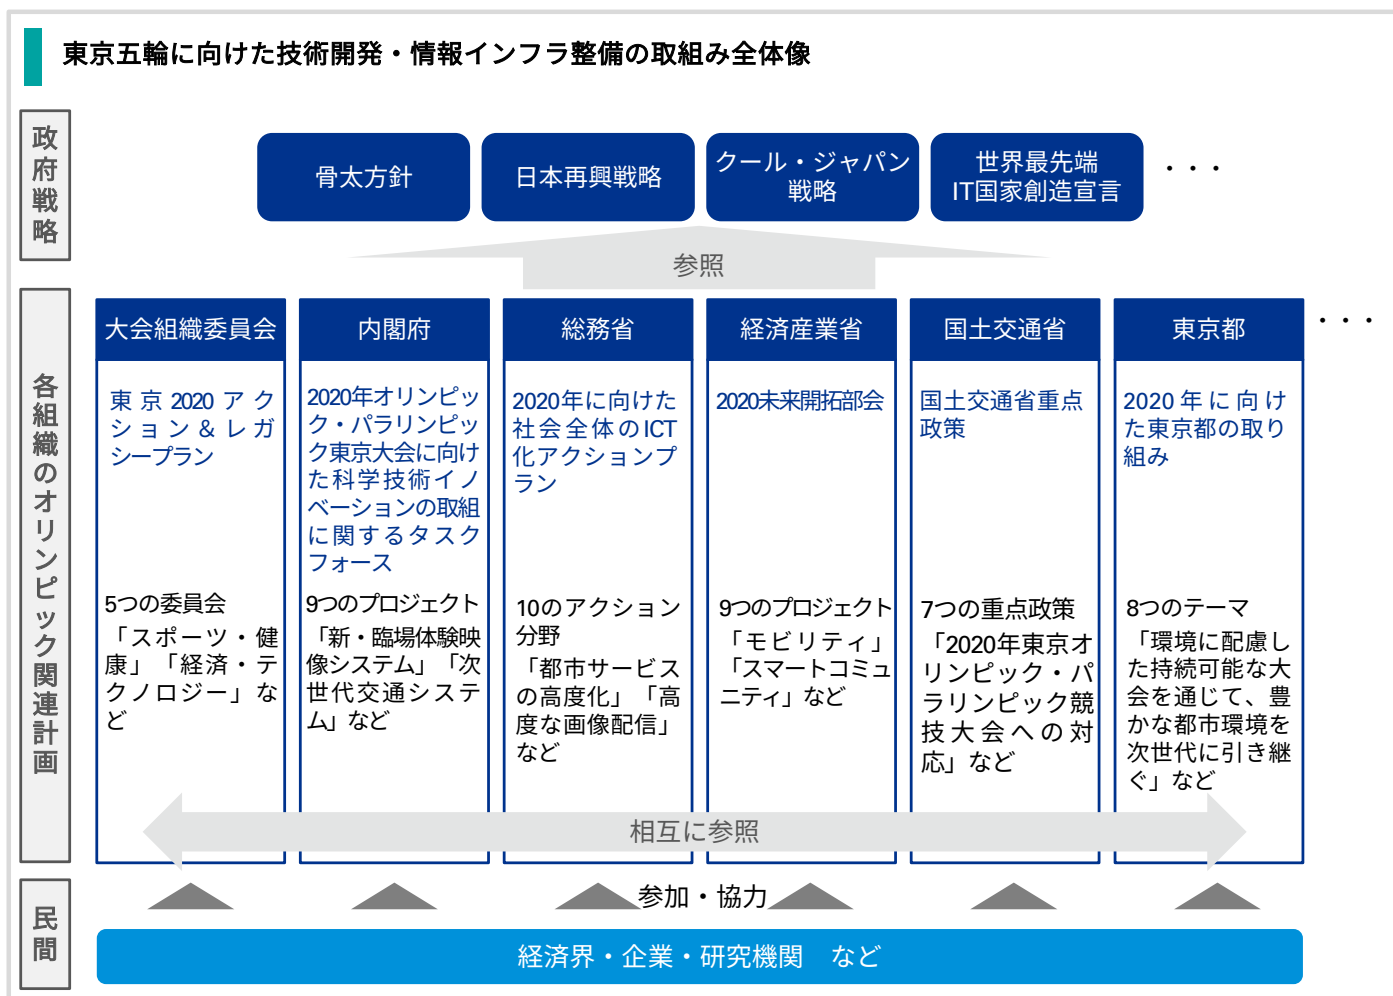 東京五輪に向けた技術開発・情報インフラ整備の取組み全体像
政府戦略
骨太方針
日本再興戦略
クール・ジャパン
戦略
世界最先端
IT国家創造宣言
・・・
参照
各組織のオリンピック関連計画
大会組織委員会
東京2020アク
ション＆レガ
シープラン
5つの委員会
「スポーツ・健
康」「経済・テ
クノロジー」な
ど
内閣府
2020年オリンピッ
ク・パラリンピッ
ク東京大会に向け
た科学技術イノ
ベーションの取組
に関するタスク
フォース
9つのプロジェクト
「新・臨場体験映
像システム」「次
世代交通システ
ム」など
総務省
2020年に向けた
社会全体のICT
化アクションプ
ラン
10のアクション
分野
「都市サービス
の高度化」「高
度な画像配信」
など
経済産業省
2020未来開拓部会
9つのプロジェクト
「モビリティ」
「スマートコミュ
ニティ」など
国土交通省
国土交通省重点
政策
7つの重点政策
「2020年東京オ
リンピック・パ
ラリンピック競
技大会への対
応」など
東京都
2020年に向け
た東京都の取り
組み
8つのテーマ
「環境に配慮し
た持続可能な大
会を通じて、豊
かな都市環境を
次世代に引き継
ぐ」など
・・・
相互に参照
民間
参加・協力
経済界・企業・研究機関　など